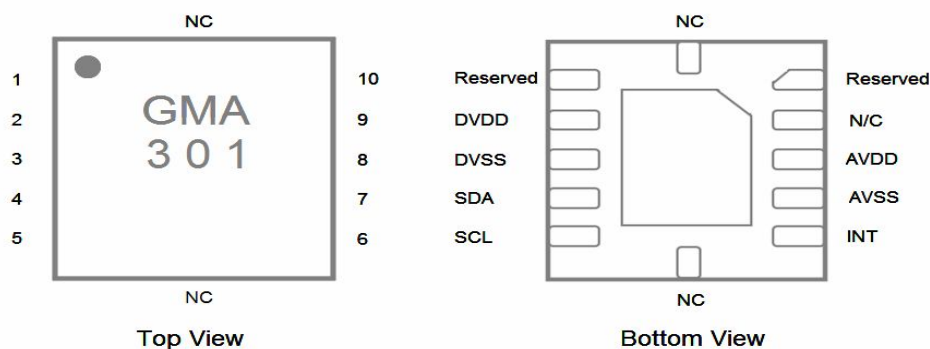 NC
1
2
3
4
5
GMA
3 0 1
10
9
8
7
6
NC
Top View
NC
Reserved
DVDD
DVSS
SDA
SCL
Reserved
N/C
AVDD
AVSS
INT
NC
Bottom View